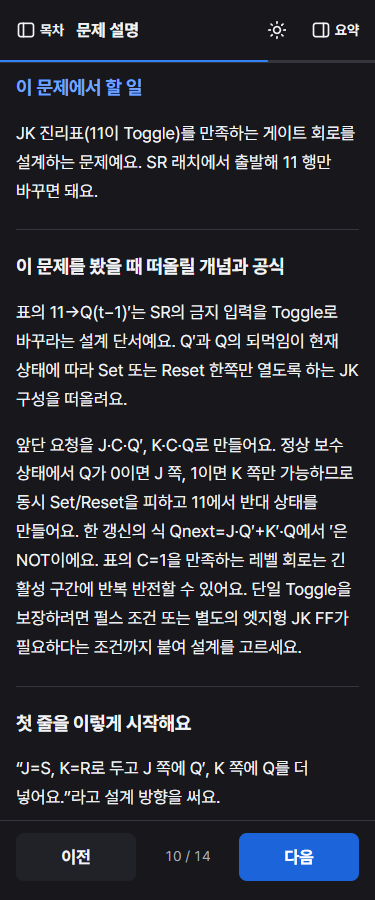 목차 문제 설명 요약
이 문제에서 할 일
JK 진리표(11이 Toggle)를 만족하는 게이트 회로를
설계하는 문제예요. SR 래치에서 출발해 11 행만
바꾸면 돼요.
이 문제를 봤을 때 떠올릴 개념과 공식
표의 11→Q(t−1)′는 SR의 금지 입력을 Toggle로
바꾸라는 설계 단서예요. Q′과 Q의 되먹임이 현재
상태에 따라 Set 또는 Reset 한쪽만 열도록 하는 JK
구성을 떠올려요.
앞단 요청을 J·C·Q′, K·C·Q로 만들어요. 정상 보수
상태에서 Q가 0이면 J 쪽, 1이면 K 쪽만 가능하므로
동시 Set/Reset을 피하고 11에서 반대 상태를
만들어요. 한 갱신의 식 Qnext=J·Q′+K′·Q에서 ′은
NOT이에요. 표의 C=1을 만족하는 레벨 회로는 긴
활성 구간에 반복 반전할 수 있어요. 단일 Toggle을
보장하려면 펄스 조건 또는 별도의 엣지형 JK FF가
필요하다는 조건까지 붙여 설계를 고르세요.
첫 줄을 이렇게 시작해요
“J=S, K=R로 두고 J 쪽에 Q′, K 쪽에 Q를 더
넣어요.”라고 설계 방향을 써요.
이전 10 / 14 다음